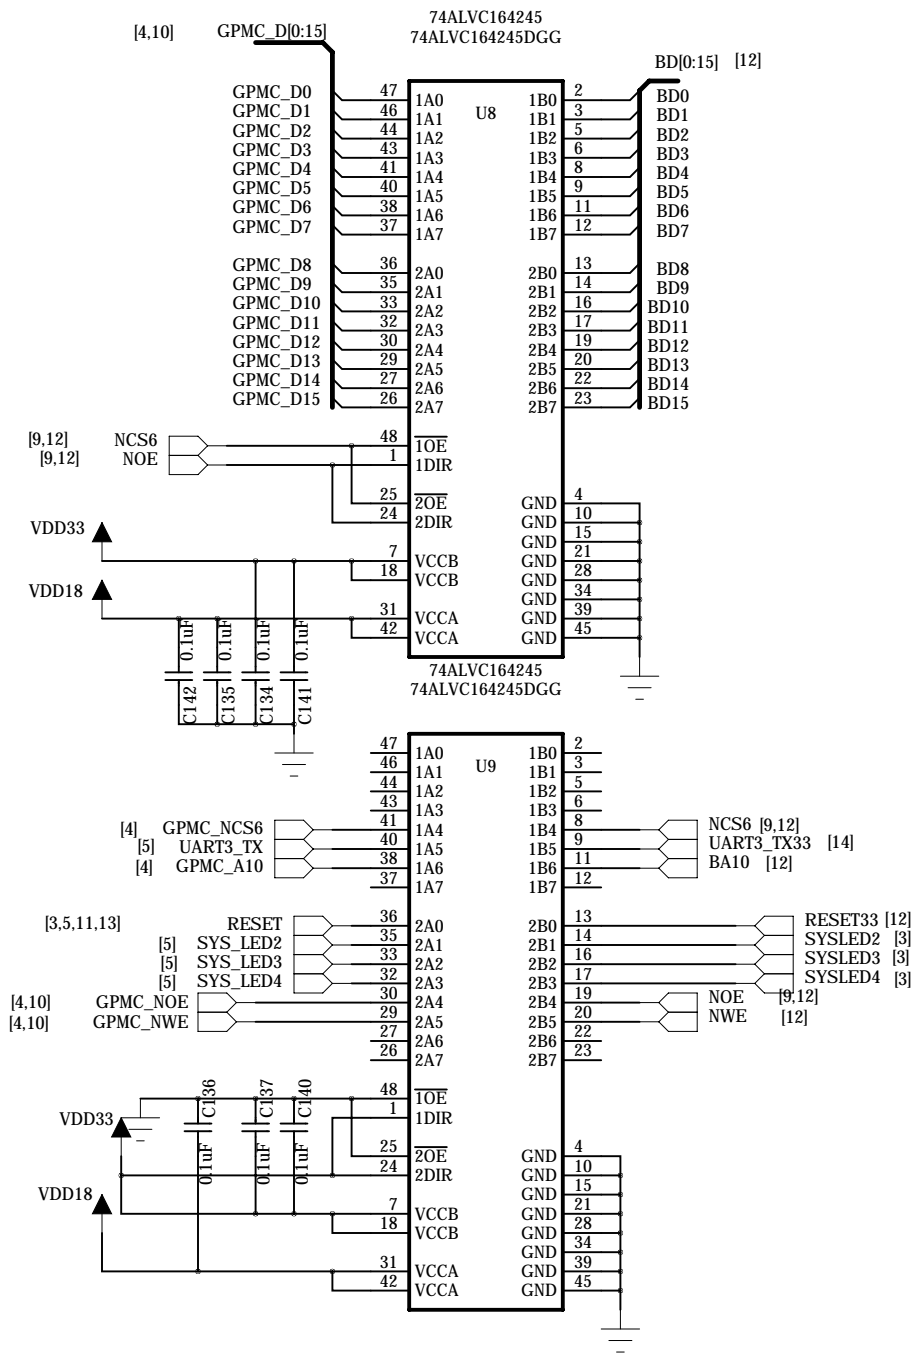 74ALVC164245
74ALVC164245DGG
[4,10] GPMC_D[0:15]
BD[0:15] [12]
U8
GPMC_D0 47 1A0 1B0 2 BD0
GPMC_D1 46 1A1 1B1 3 BD1
GPMC_D2 44 1A2 1B2 5 BD2
GPMC_D3 43 1A3 1B3 6 BD3
GPMC_D4 41 1A4 1B4 8 BD4
GPMC_D5 40 1A5 1B5 9 BD5
GPMC_D6 38 1A6 1B6 11 BD6
GPMC_D7 37 1A7 1B7 12 BD7
GPMC_D8 36 2A0 2B0 13 BD8
GPMC_D9 35 2A1 2B1 14 BD9
GPMC_D10 33 2A2 2B2 16 BD10
GPMC_D11 32 2A3 2B3 17 BD11
GPMC_D12 30 2A4 2B4 19 BD12
GPMC_D13 29 2A5 2B5 20 BD13
GPMC_D14 27 2A6 2B6 22 BD14
GPMC_D15 26 2A7 2B7 23 BD15
[9,12] NCS6 48 1OE
[9,12] NOE 1 1DIR
25 2OE GND 4
24 2DIR GND 10
VDD33
GND 15
7 VCCB GND 21
18 VCCB GND 28
VDD18
GND 34
31 VCCA GND 39
42 VCCA GND 45
0.1uF 0.1uF 0.1uF 0.1uF
C142 C135 C134 C141
74ALVC164245
74ALVC164245DGG
U9
47 1A0 1B0 2
46 1A1 1B1 3
44 1A2 1B2 5
43 1A3 1B3 6
[4] GPMC_NCS6 41 1A4 1B4 8 NCS6 [9,12]
[5] UART3_TX 40 1A5 1B5 9 UART3_TX33 [14]
[4] GPMC_A10 38 1A6 1B6 11 BA10 [12]
37 1A7 1B7 12
[3,5,11,13] RESET 36 2A0 2B0 13 RESET33 [12]
[5] SYS_LED2 35 2A1 2B1 14 SYSLED2 [3]
[5] SYS_LED3 33 2A2 2B2 16 SYSLED3 [3]
[5] SYS_LED4 32 2A3 2B3 17 SYSLED4 [3]
[4,10] GPMC_NOE 30 2A4 2B4 19 NOE [9,12]
[4,10] GPMC_NWE 29 2A5 2B5 20 NWE [12]
27 2A6 2B6 22
26 2A7 2B7 23
C136 C137 C140
48 1OE
VDD33 1 1DIR
0.1uF 0.1uF 0.1uF
25 2OE GND 4
24 2DIR GND 10
VDD18
GND 15
7 VCCB GND 21
18 VCCB GND 28
GND 34
31 VCCA GND 39
42 VCCA GND 45